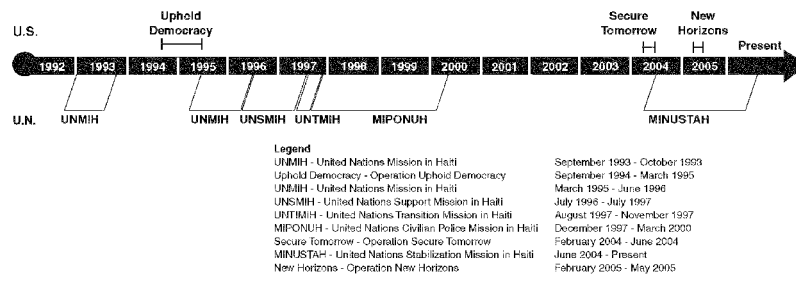 Uphold
Democracy
Secure
Tomorrow
New
Horizons
U.S.
Present
1992 1993 1994 1995 1996 1997 1998 1999 2000 2001 2002 2003 2004 2005
U.N.
UNMIH UNMIH UNSMIH UNTMIH MIPONUH MINUSTAH
Legend
UNMIH - United Nations Mission in Haiti September 1993 - October 1993
Uphold Democracy - Operation Uphold Democracy September 1994 - March 1995
UNMIH - United Nations Mission in Haiti March 1995 - June 1996
UNSMIH - United Nations Support Mission in Haiti July 1996 - July 1997
UNTMIH - United Nations Transition Mission in Haiti August 1997 - November 1997
MIPONUH - United Nations Civilian Police Mission in Haiti December 1997 - March 2000
Secure Tomorrow - Operation Secure Tomorrow February 2004 - June 2004
MINUSTAH - United Nations Stabilization Mission in Haiti June 2004 - Present
New Horizons - Operation New Horizons February 2005 - May 2005